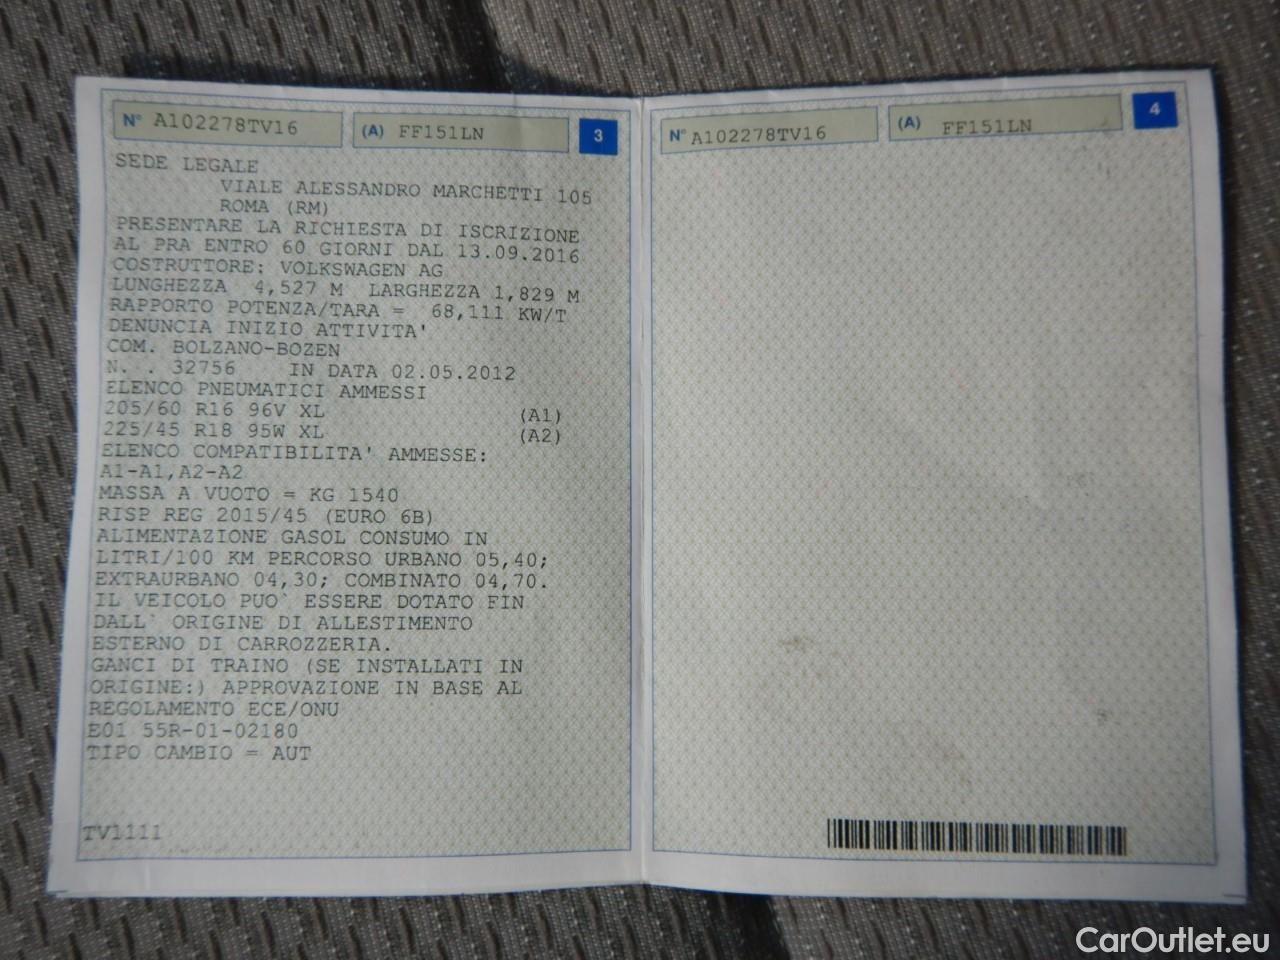 N° A102278TV16 (A) FF151LN 3
SEDE LEGALE
VIALE ALESSANDRO MARCHETTI 105
ROMA (RM)
PRESENTARE LA RICHIESTA DI ISCRIZIONE
AL PRA ENTRO 60 GIORNI DAL 13.09.2016
COSTRUTTORE: VOLKSWAGEN AG
LUNGHEZZA 4,527 M LARGHEZZA 1,829 M
RAPPORTO POTENZA/TARA = 68,111 KW/T
DENUNCIA INIZIO ATTIVITA'
COM. BOLZANO-BOZEN
N. . 32756 IN DATA 02.05.2012
ELENCO PNEUMATICI AMMESSI
205/60 R16 96V XL (A1)
225/45 R18 95W XL (A2)
ELENCO COMPATIBILITA' AMMESSE:
A1-A1,A2-A2
MASSA A VUOTO = KG 1540
RISP REG 2015/45 (EURO 6B)
ALIMENTAZIONE GASOL CONSUMO IN
LITRI/100 KM PERCORSO URBANO 05,40;
EXTRAURBANO 04,30; COMBINATO 04,70.
IL VEICOLO PUO` ESSERE DOTATO FIN
DALL` ORIGINE DI ALLESTIMENTO
ESTERNO DI CARROZZERIA.
GANCI DI TRAINO (SE INSTALLATI IN
ORIGINE:) APPROVAZIONE IN BASE AL
REGOLAMENTO ECE/ONU
E01 55R-01-02180
TIPO CAMBIO = AUT
TV1111
N° A102278TV16 (A) FF151LN 4
CarOutlet.eu